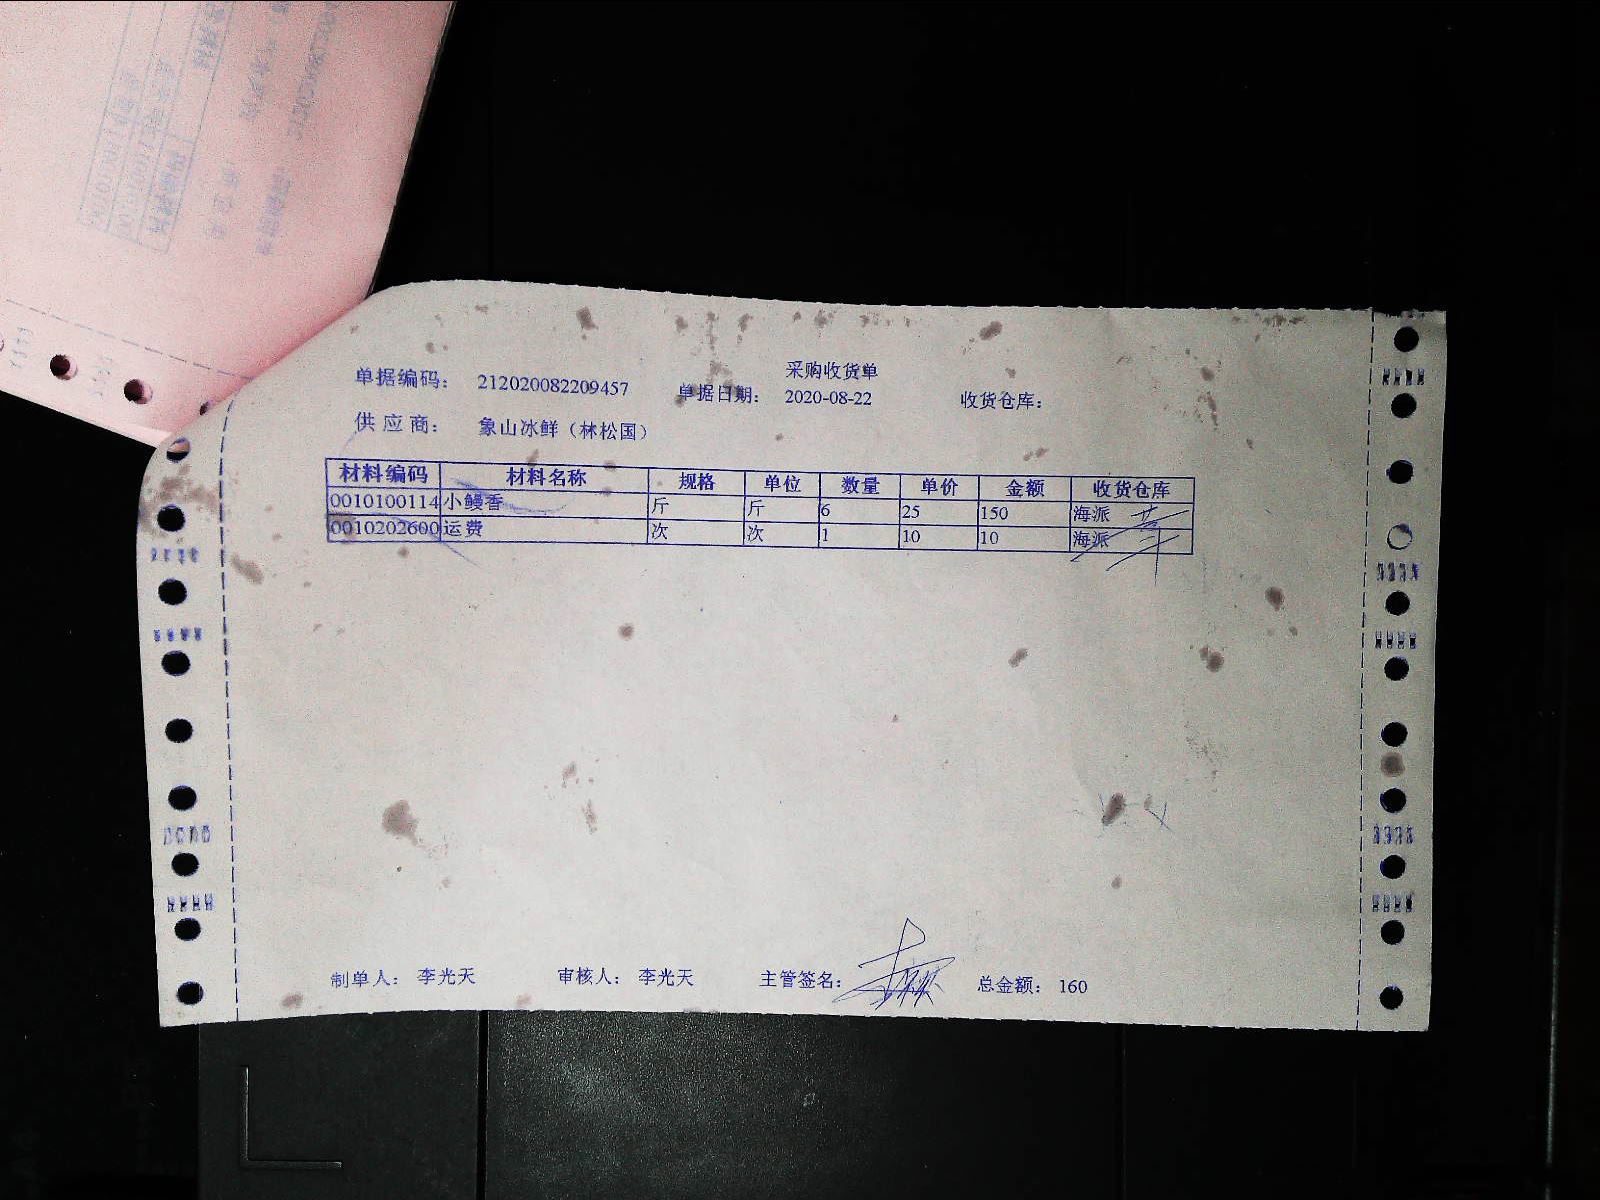 采购收货单
单据编码： 212020082209457 单据日期： 2020-08-22 收货仓库：
供 应 商： 象山冰鲜（林松国）
材料编码 材料名称 规格 单位 数量 单价 金额 收货仓库
0010100114 小鳗香 斤 斤 6 25 150 海派
0010202600 运费 次 次 1 10 10 海派
制单人： 李光天 审核人： 李光天 主管签名： 总金额： 160